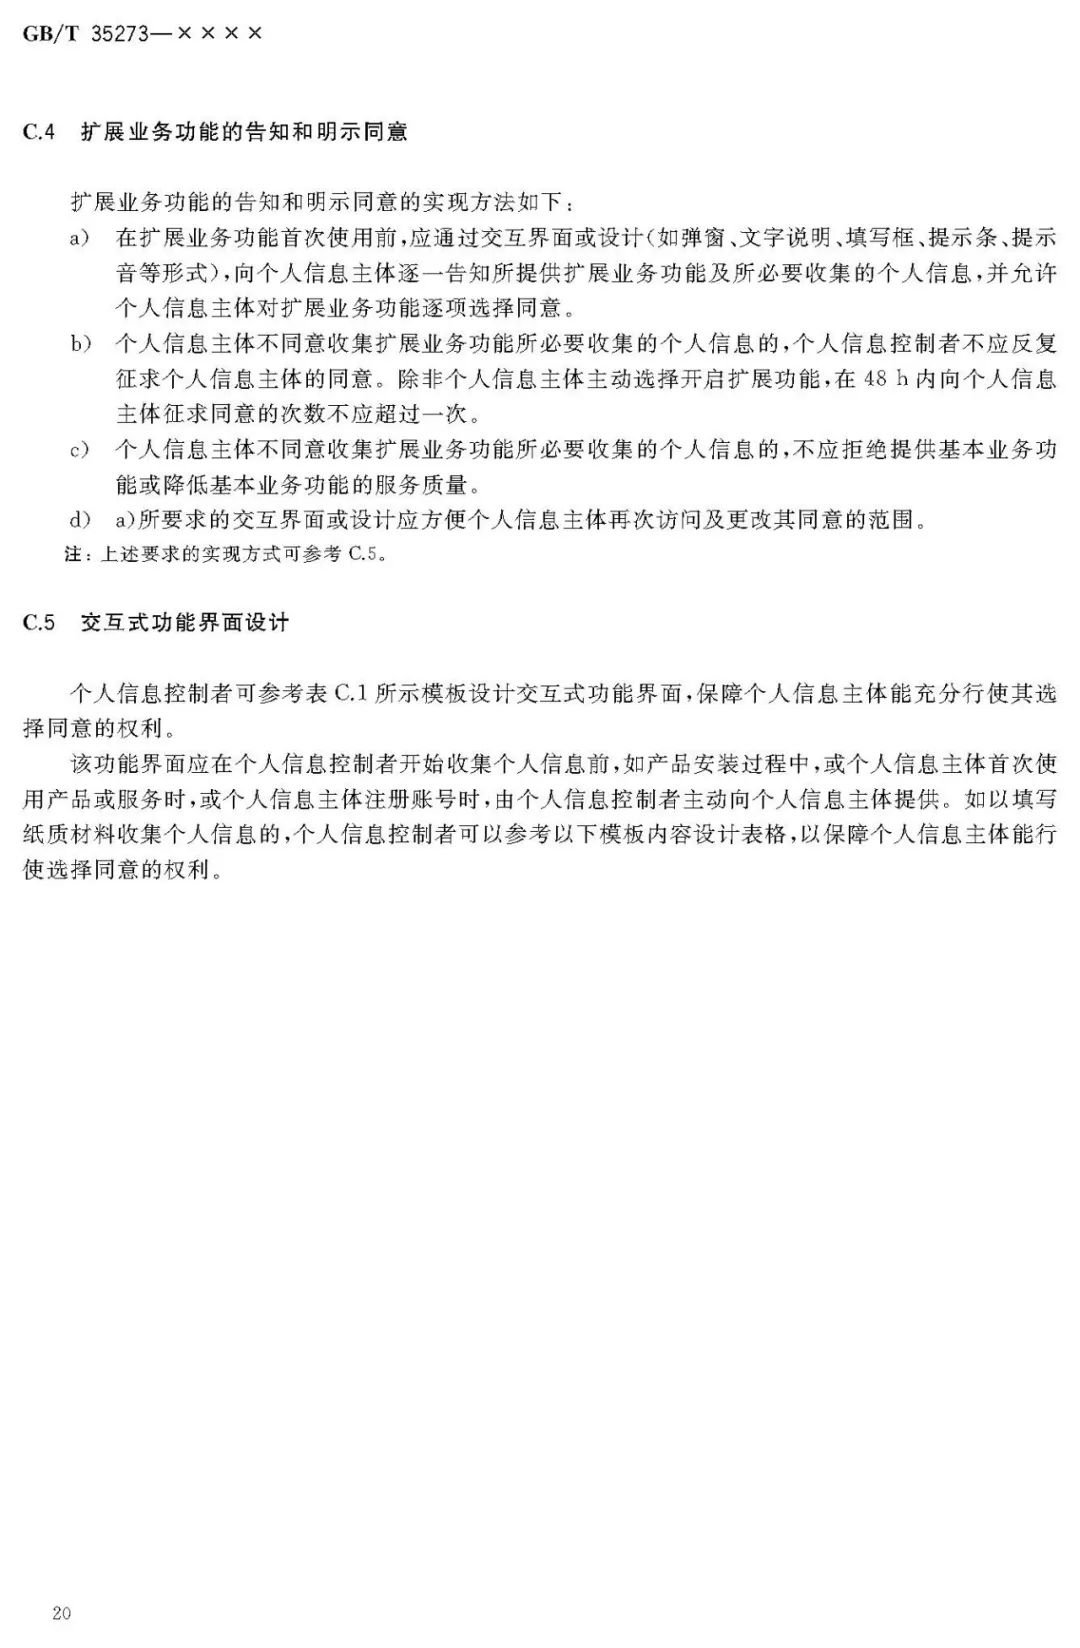 GB/T 35273—××××
C.4 扩展业务功能的告知和明示同意
扩展业务功能的告知和明示同意的实现方法如下：
a） 在扩展业务功能首次使用前，应通过交互界面或设计（如弹窗、文字说明、填写框、提示条、提示
音等形式），向个人信息主体逐一告知所提供扩展业务功能及所必要收集的个人信息，并允许
个人信息主体对扩展业务功能逐项选择同意。
b） 个人信息主体不同意收集扩展业务功能所必要收集的个人信息的，个人信息控制者不应反复
征求个人信息主体的同意。除非个人信息主体主动选择开启扩展功能，在 48 h 内向个人信息
主体征求同意的次数不应超过一次。
c） 个人信息主体不同意收集扩展业务功能所必要收集的个人信息的，不应拒绝提供基本业务功
能或降低基本业务功能的服务质量。
d） a）所要求的交互界面或设计应方便个人信息主体再次访问及更改其同意的范围。
注：上述要求的实现方式可参考 C.5。
C.5 交互式功能界面设计
个人信息控制者可参考表 C.1 所示模板设计交互式功能界面，保障个人信息主体能充分行使其选
择同意的权利。
该功能界面应在个人信息控制者开始收集个人信息前，如产品安装过程中，或个人信息主体首次使
用产品或服务时，或个人信息主体注册账号时，由个人信息控制者主动向个人信息主体提供。如以填写
纸质材料收集个人信息的，个人信息控制者可以参考以下模板内容设计表格，以保障个人信息主体能行
使选择同意的权利。
20